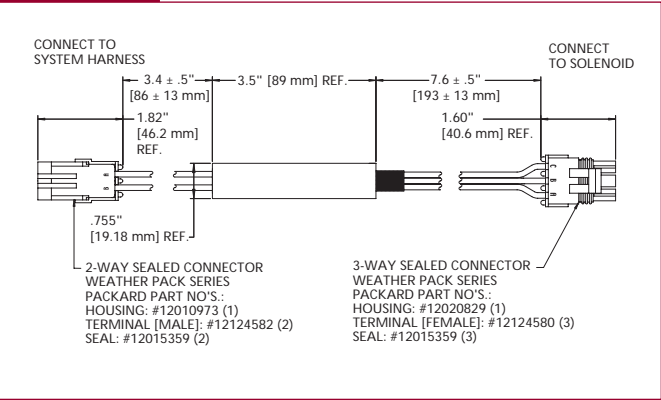 CONNECT TO
SYSTEM HARNESS
CONNECT
TO SOLENOID
3.4 ± .5"
[86 ± 13 mm]
3.5" [89 mm] REF.
7.6 ± .5"
[193 ± 13 mm]
1.82"
[46.2 mm]
REF.
1.60"
[40.6 mm] REF.
B
A
C
B
A
.755"
[19.18 mm] REF.
2-WAY SEALED CONNECTOR
WEATHER PACK SERIES
PACKARD PART NO'S.:
HOUSING: #12010973 (1)
TERMINAL [MALE]: #12124582 (2)
SEAL: #12015359 (2)
3-WAY SEALED CONNECTOR
WEATHER PACK SERIES
PACKARD PART NO'S.:
HOUSING: #12020829 (1)
TERMINAL [FEMALE]: #12124580 (3)
SEAL: #12015359 (3)